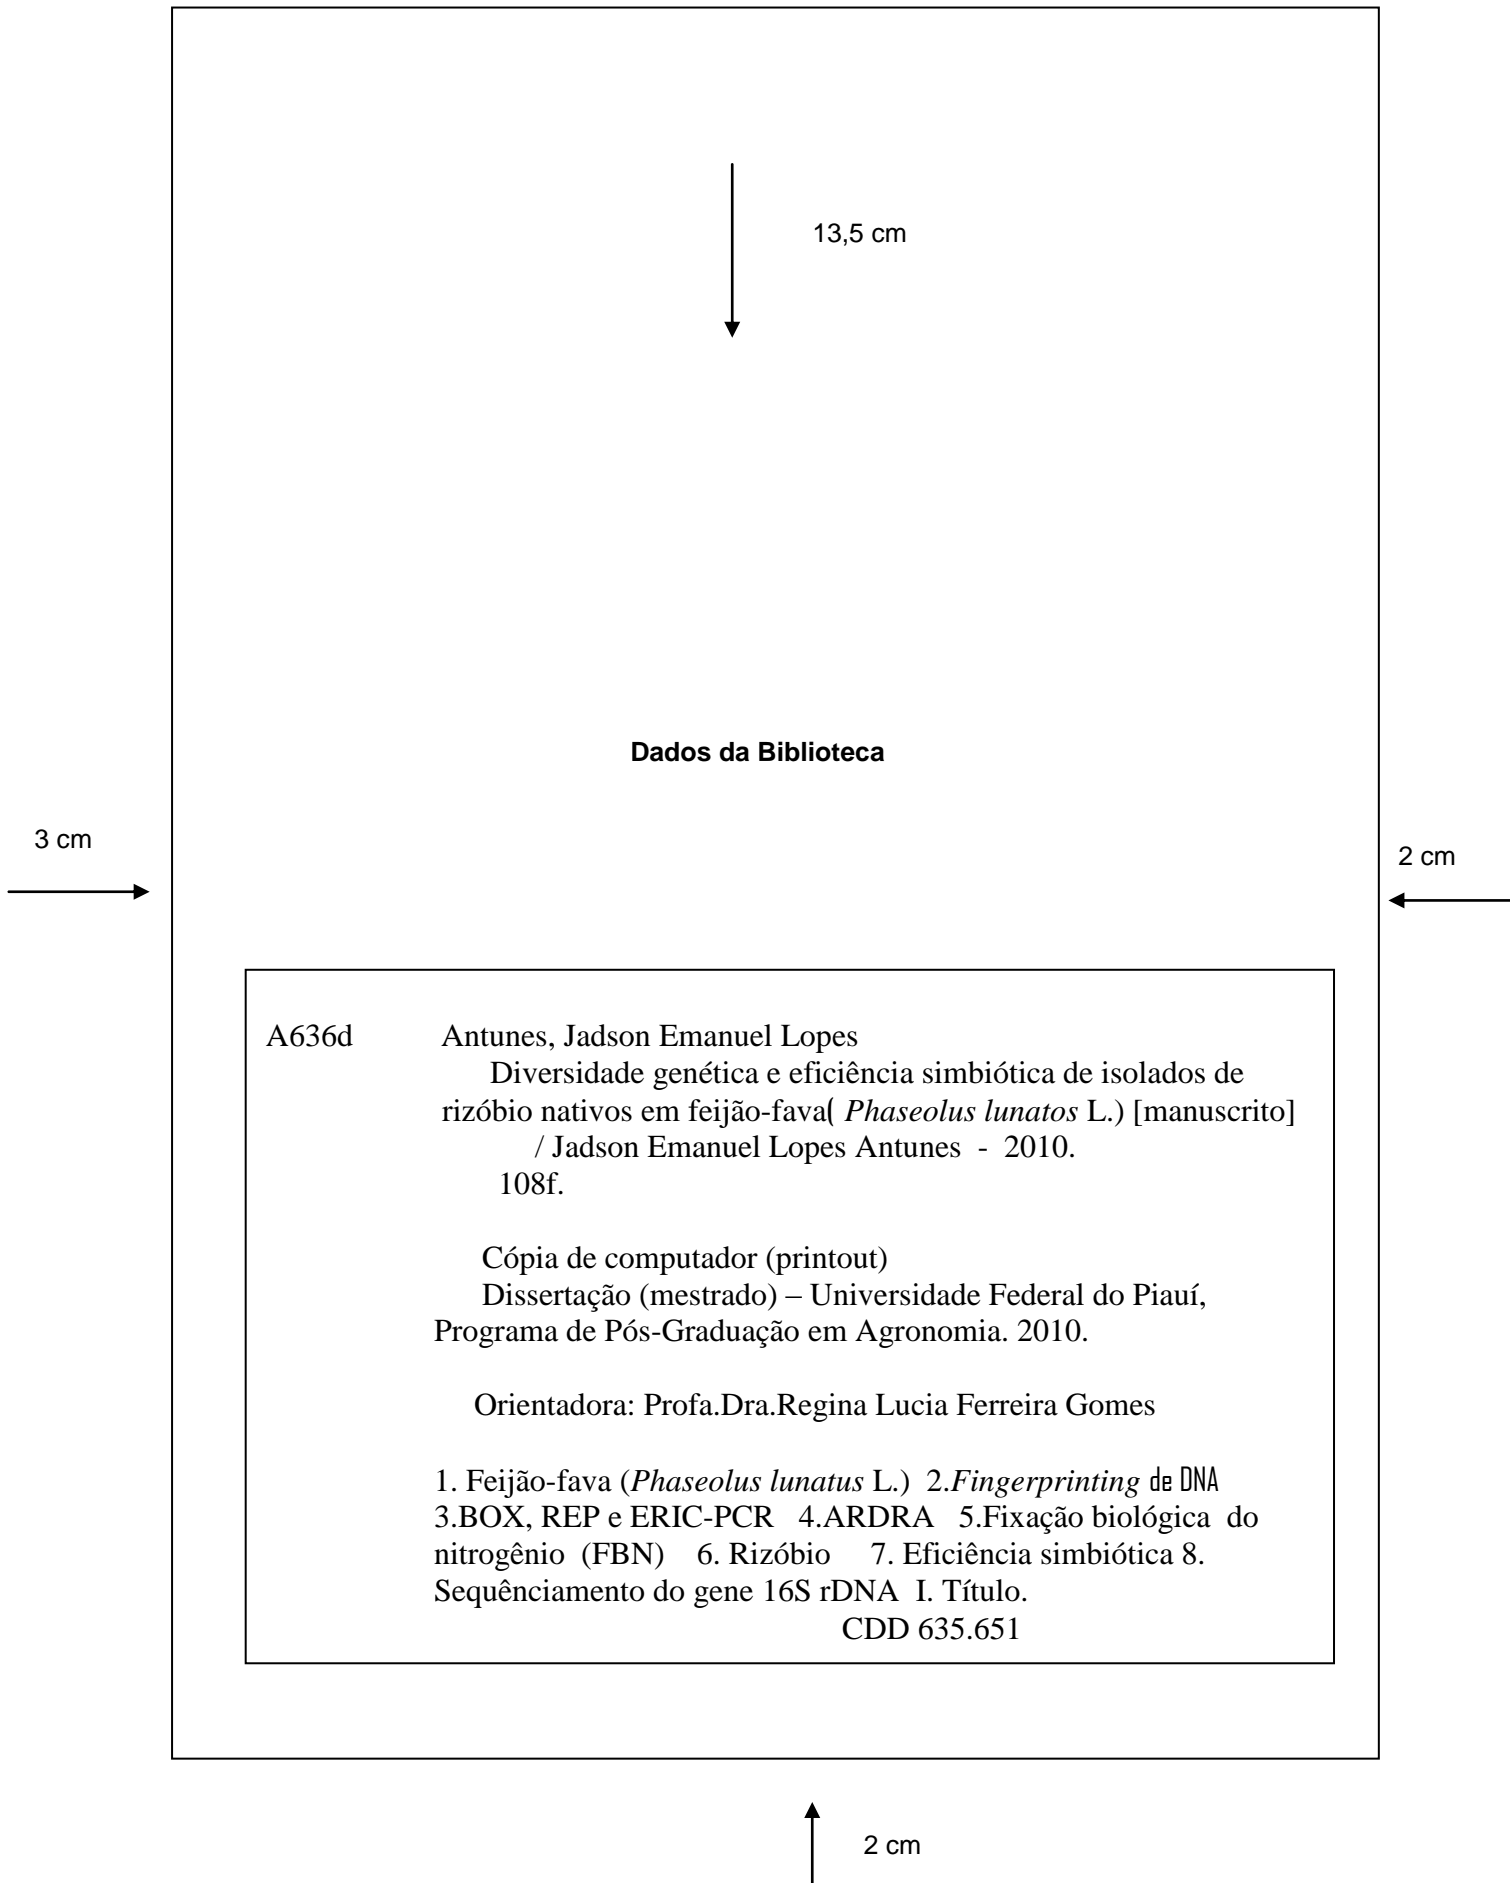 13,5 cm
Dados da Biblioteca
3 cm
2 cm
A636d Antunes, Jadson Emanuel Lopes
Diversidade genética e eficiência simbiótica de isolados de
rizóbio nativos em feijão-fava( Phaseolus lunatos L.) [manuscrito]
/ Jadson Emanuel Lopes Antunes - 2010.
108f.
Cópia de computador (printout)
Dissertação (mestrado) – Universidade Federal do Piauí,
Programa de Pós-Graduação em Agronomia. 2010.
Orientadora: Profa.Dra.Regina Lucia Ferreira Gomes
1. Feijão-fava (Phaseolus lunatus L.) 2.Fingerprinting de DNA
3.BOX, REP e ERIC-PCR 4.ARDRA 5.Fixação biológica do
nitrogênio (FBN) 6. Rizóbio 7. Eficiência simbiótica 8.
Sequênciamento do gene 16S rDNA I. Título.
CDD 635.651
2 cm